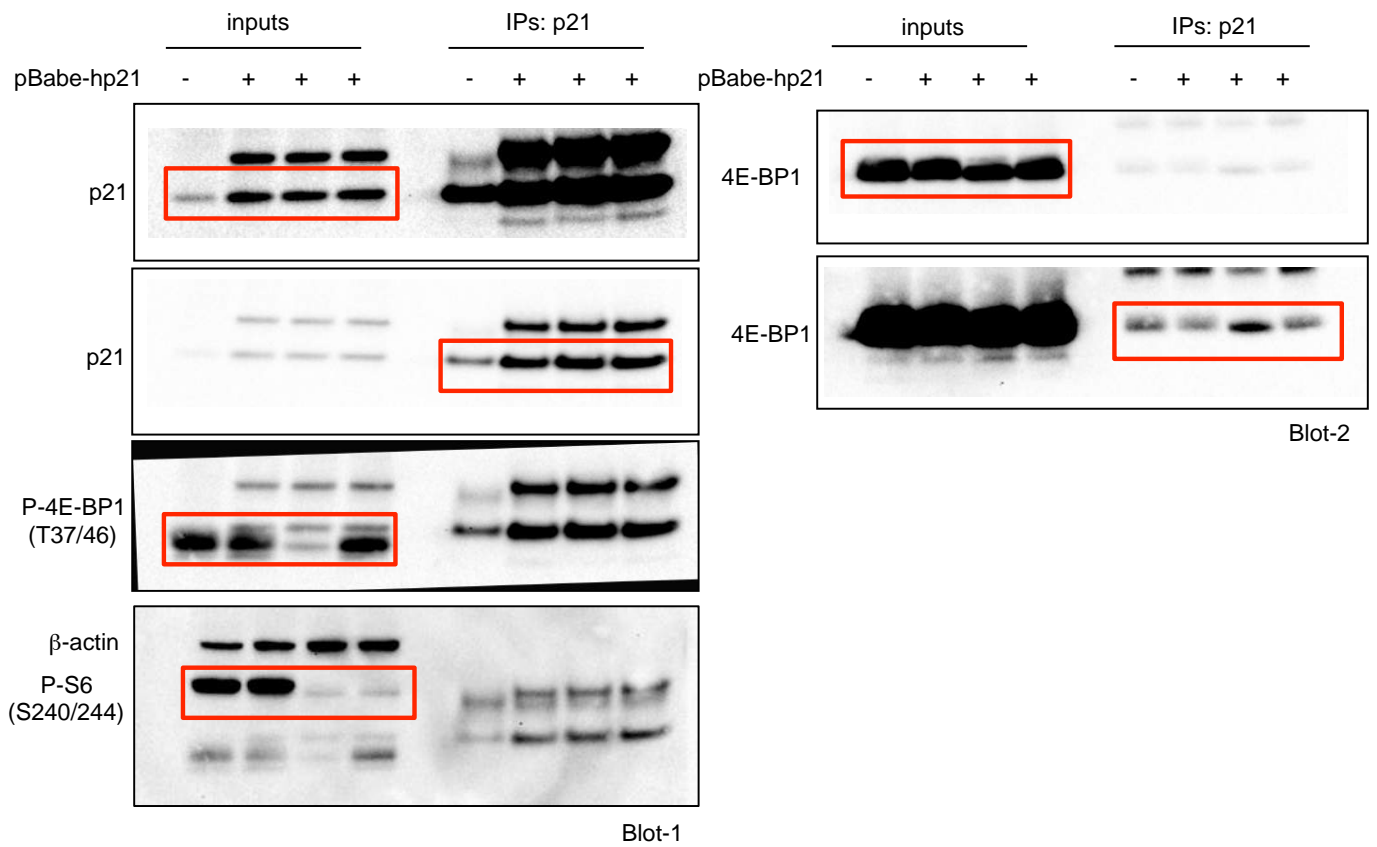 inputs IPs: p21
pBabe-hp21 - + + + - + + +
p21
p21
P-4E-BP1
(T37/46)
β-actin
P-S6
(S240/244)
Blot-1
inputs IPs: p21
pBabe-hp21 - + + + - + + +
4E-BP1
4E-BP1
Blot-2